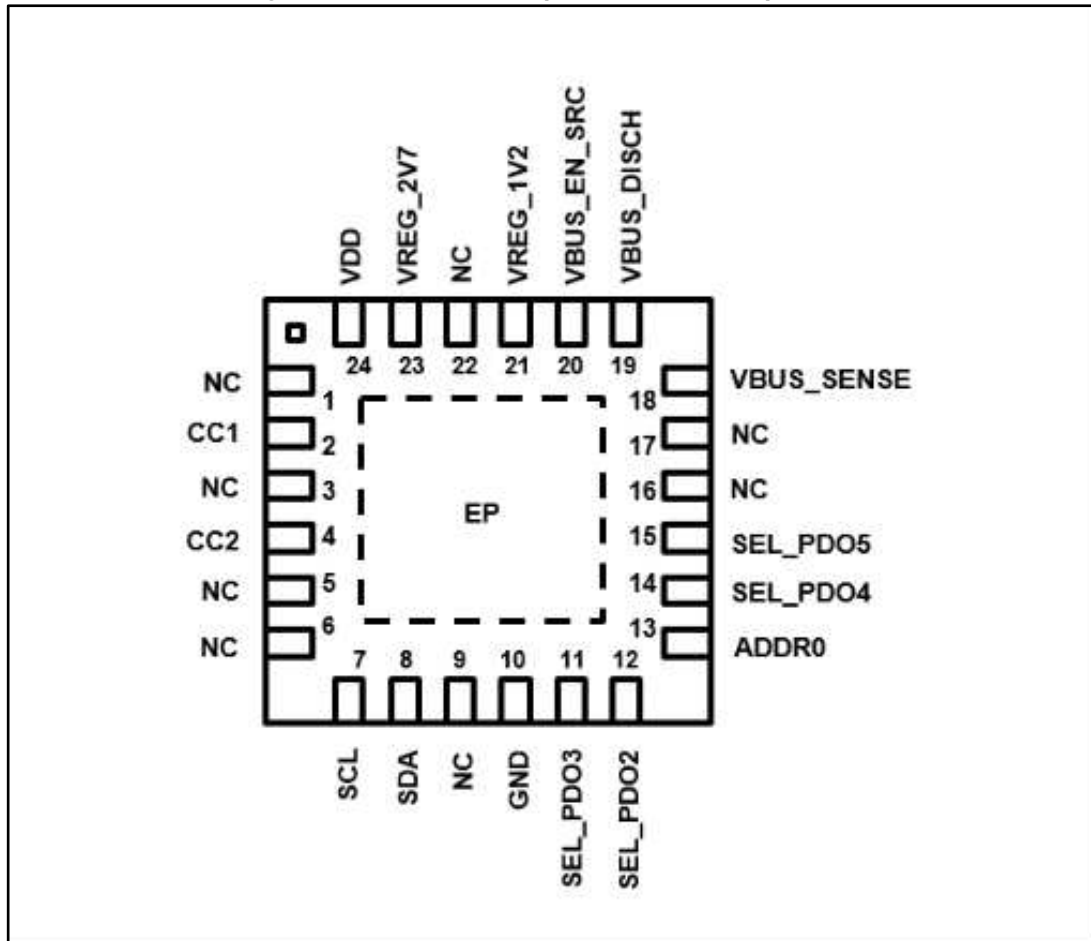 VDD
VREG_2V7
NC
VREG_1V2
VBUS_EN_SRC
VBUS_DISCH
24 23 22 21 20 19
NC 1
CC1 2
NC 3
CC2 4
NC 5
NC 6
EP
18 VBUS_SENSE
17 NC
16 NC
15 SEL_PDO5
14 SEL_PDO4
13 ADDR0
7 8 9 10 11 12
SCL
SDA
NC
GND
SEL_PDO3
SEL_PDO2